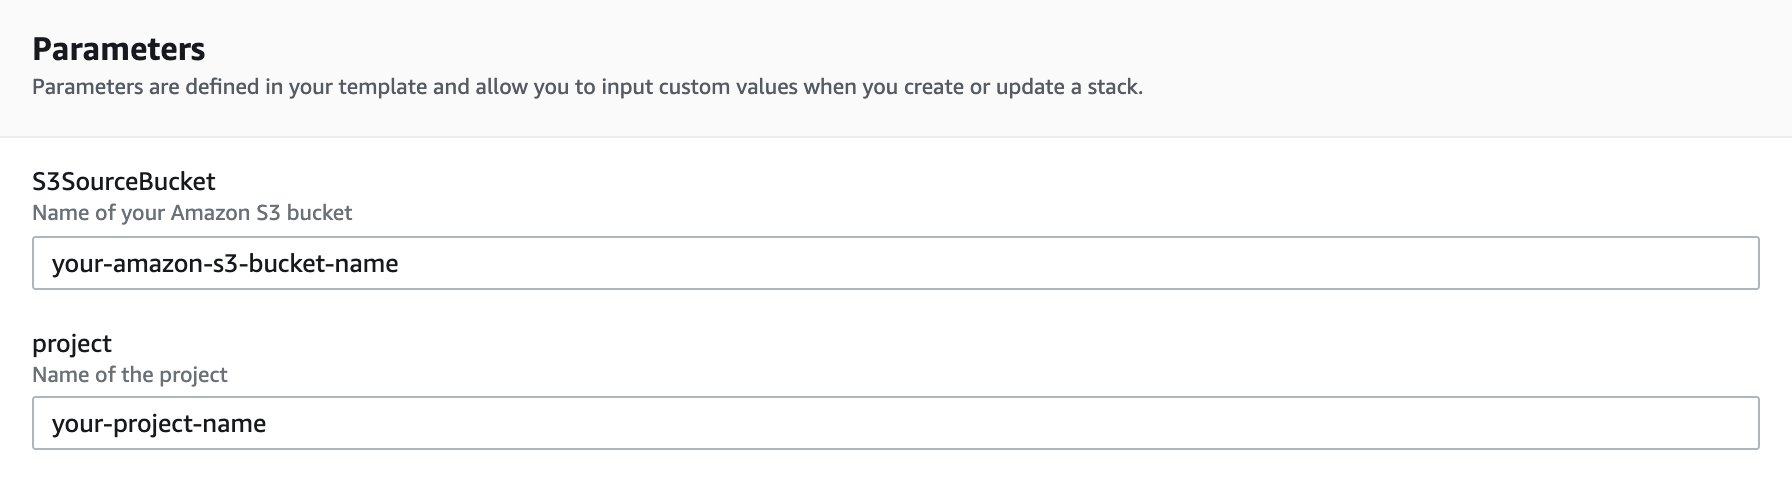 Parameters
Parameters are defined in your template and allow you to input custom values when you create or update a stack.
S3SourceBucket
Name of your Amazon S3 bucket
your-amazon-s3-bucket-name
project
Name of the project
your-project-name